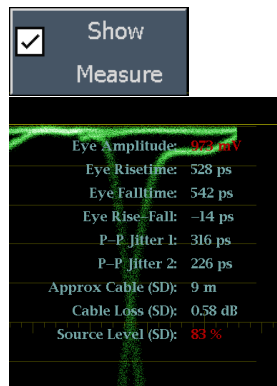 Show
Measure
Eye Amplitude: 973 mV
Eye Risetime: 528 ps
Eye Falltime: 542 ps
Eye Rise–Fall: –14 ps
P–P Jitter 1: 316 ps
P–P Jitter 2: 226 ps
Approx Cable (SD): 9 m
Cable Loss (SD): 0.58 dB
Source Level (SD): 83 %